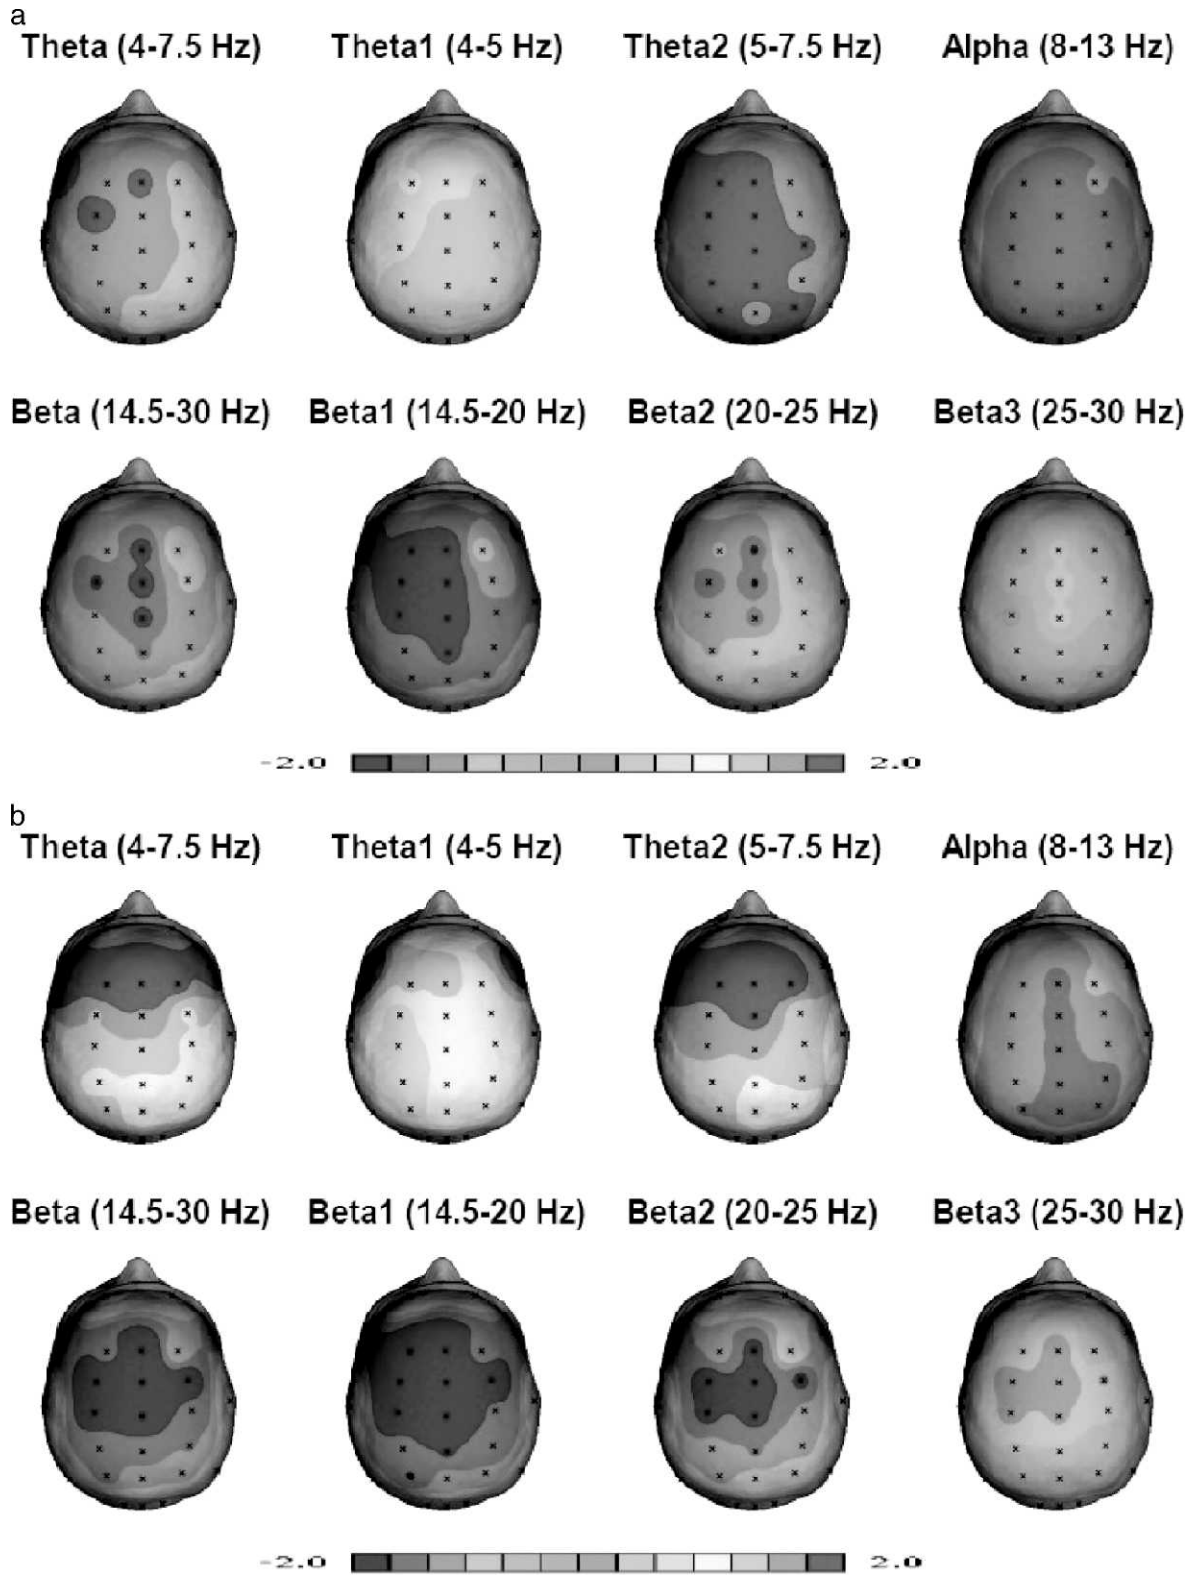 a
Theta (4-7.5 Hz) Theta1 (4-5 Hz) Theta2 (5-7.5 Hz) Alpha (8-13 Hz)
Beta (14.5-30 Hz) Beta1 (14.5-20 Hz) Beta2 (20-25 Hz) Beta3 (25-30 Hz)
-2.0 2.0
b
Theta (4-7.5 Hz) Theta1 (4-5 Hz) Theta2 (5-7.5 Hz) Alpha (8-13 Hz)
Beta (14.5-30 Hz) Beta1 (14.5-20 Hz) Beta2 (20-25 Hz) Beta3 (25-30 Hz)
-2.0 2.0